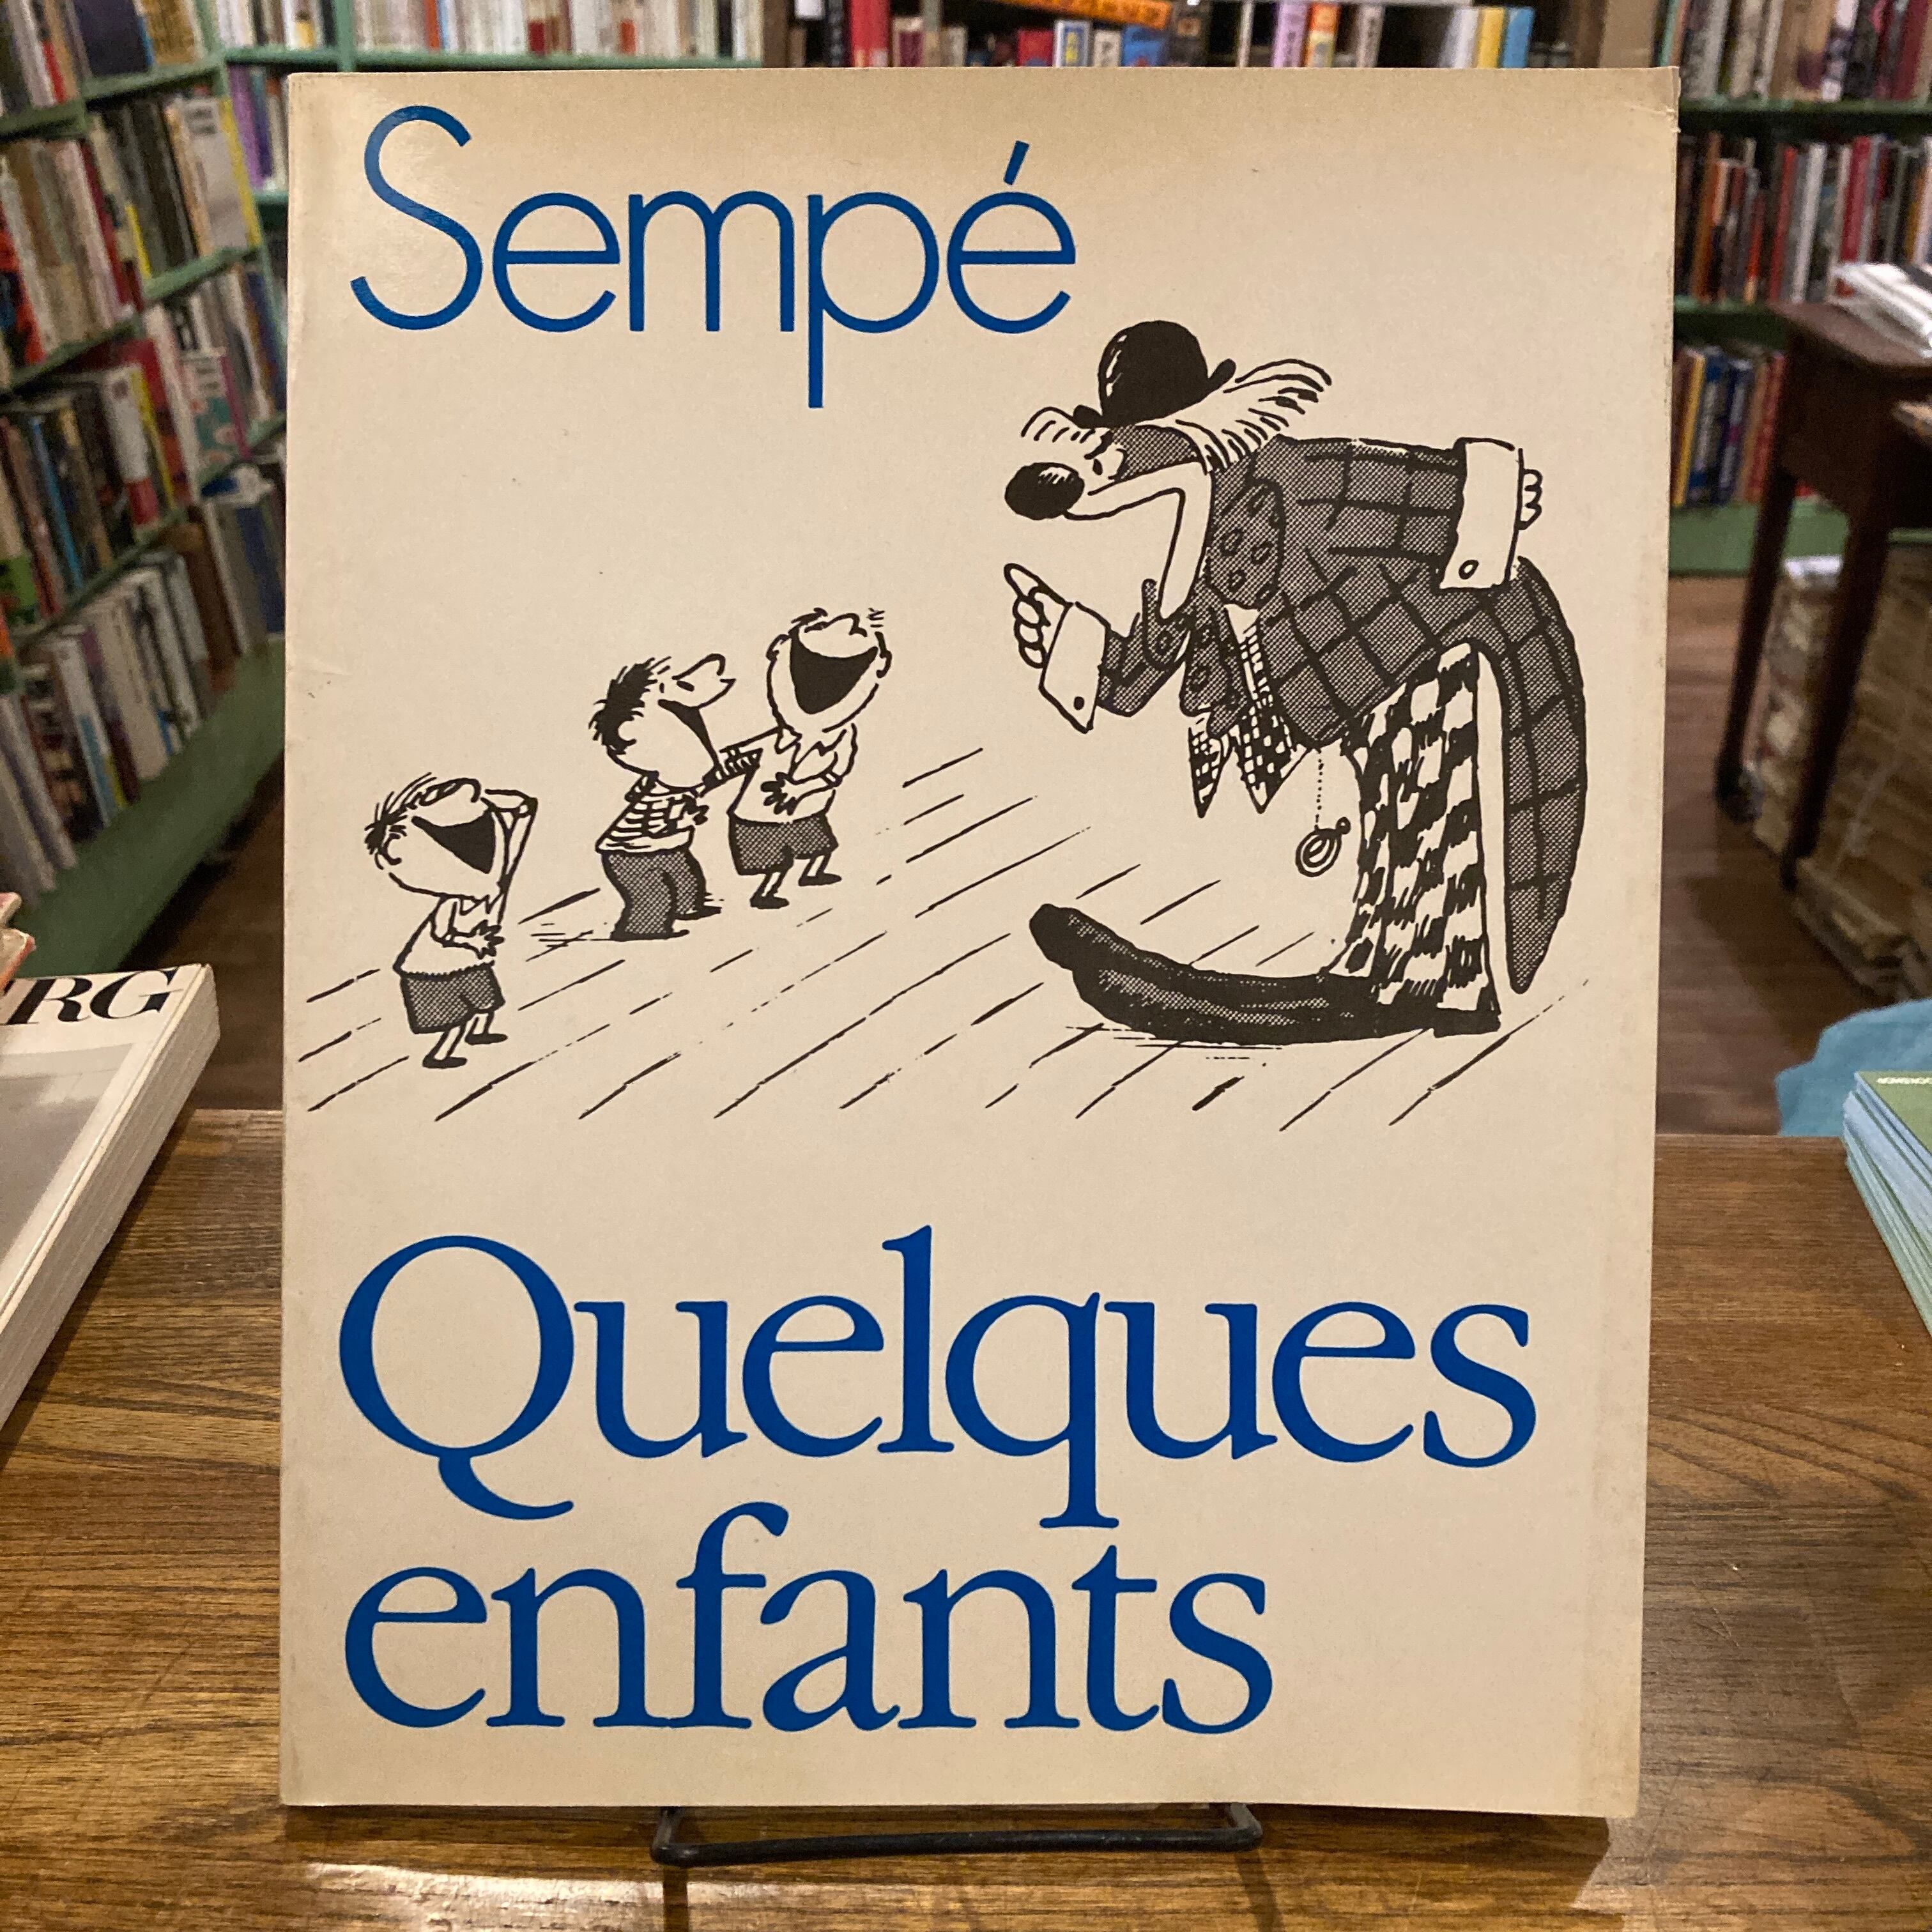 Sempé
Quelques
enfants
RG